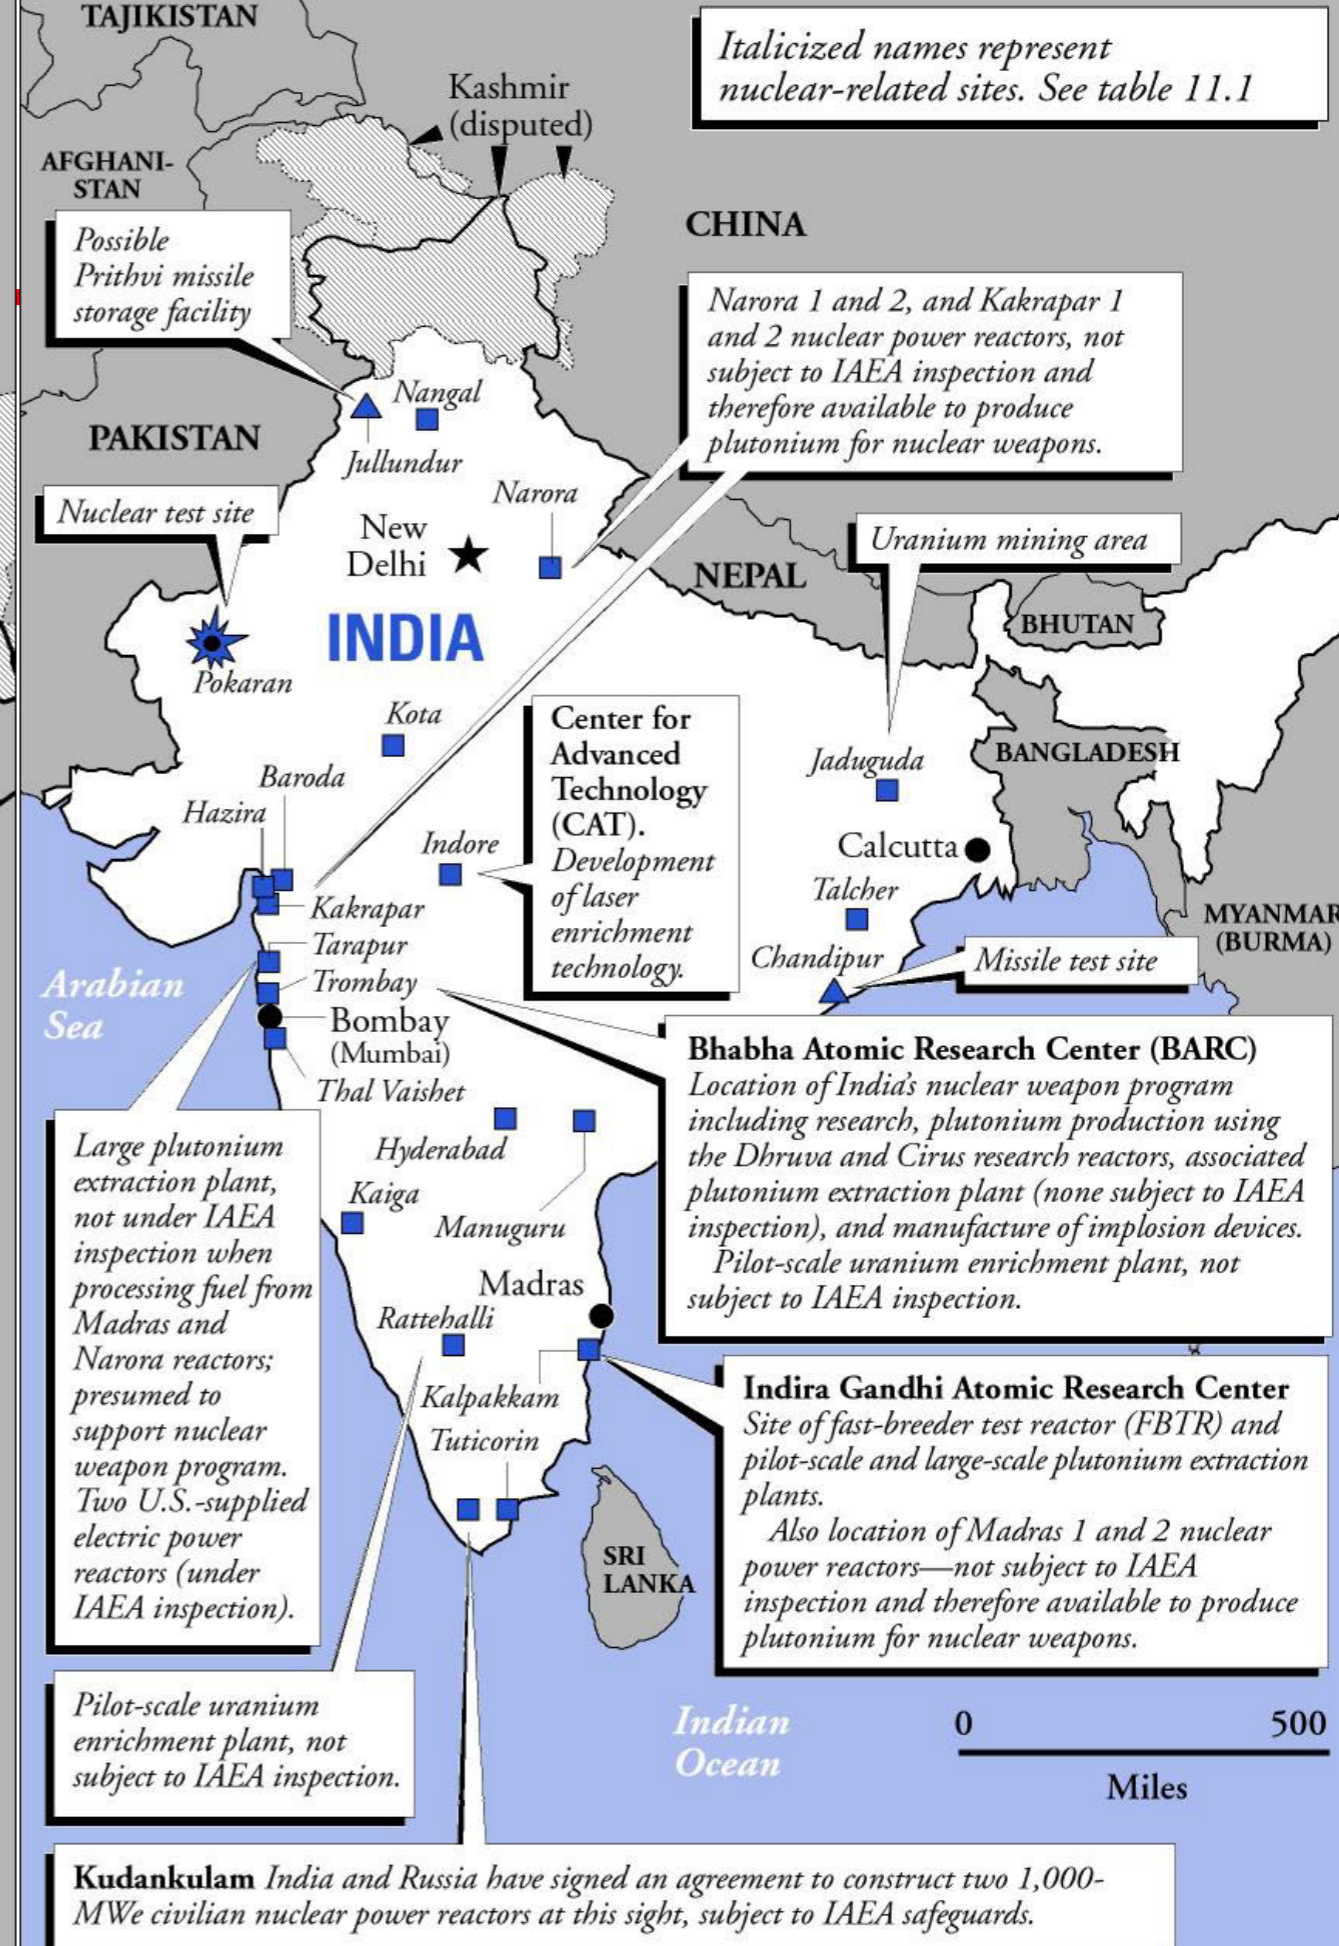 TAJIKISTAN
Italicized names represent
nuclear-related sites. See table 11.1
Kashmir
(disputed)
AFGHANI-
STAN
CHINA
Possible
Prithvi missile
storage facility
Narora 1 and 2, and Kakrapar 1
and 2 nuclear power reactors, not
subject to IAEA inspection and
therefore available to produce
plutonium for nuclear weapons.
Nangal
PAKISTAN
Jullundur
Narora
Nuclear test site
New
Delhi
Uranium mining area
NEPAL
BHUTAN
INDIA
Pokaran
Kota
Center for
Advanced
Technology
(CAT).
Development
of laser
enrichment
technology.
BANGLADESH
Jaduguda
Baroda
Hazira
Indore
Calcutta
Talcher
Kakrapar
MYANMAR
(BURMA)
Tarapur
Chandipur
Missile test site
Trombay
Arabian
Sea
Bombay
(Mumbai)
Bhabha Atomic Research Center (BARC)
Location of India's nuclear weapon program
including research, plutonium production using
the Dhruva and Cirus research reactors, associated
plutonium extraction plant (none subject to IAEA
inspection), and manufacture of implosion devices.
Pilot-scale uranium enrichment plant, not
subject to IAEA inspection.
Thal Vaishet
Large plutonium
extraction plant,
not under IAEA
inspection when
processing fuel from
Madras and
Narora reactors;
presumed to
support nuclear
weapon program.
Two U.S.-supplied
electric power
reactors (under
IAEA inspection).
Hyderabad
Kaiga
Manuguru
Madras
Rattehalli
Kalpakkam
Indira Gandhi Atomic Research Center
Site of fast-breeder test reactor (FBTR) and
pilot-scale and large-scale plutonium extraction
plants.
Also location of Madras 1 and 2 nuclear
power reactors—not subject to IAEA
inspection and therefore available to produce
plutonium for nuclear weapons.
Tuticorin
SRI
LANKA
Pilot-scale uranium
enrichment plant, not
subject to IAEA inspection.
Indian
Ocean
0 500
Miles
Kudankulam India and Russia have signed an agreement to construct two 1,000-
MWe civilian nuclear power reactors at this sight, subject to IAEA safeguards.